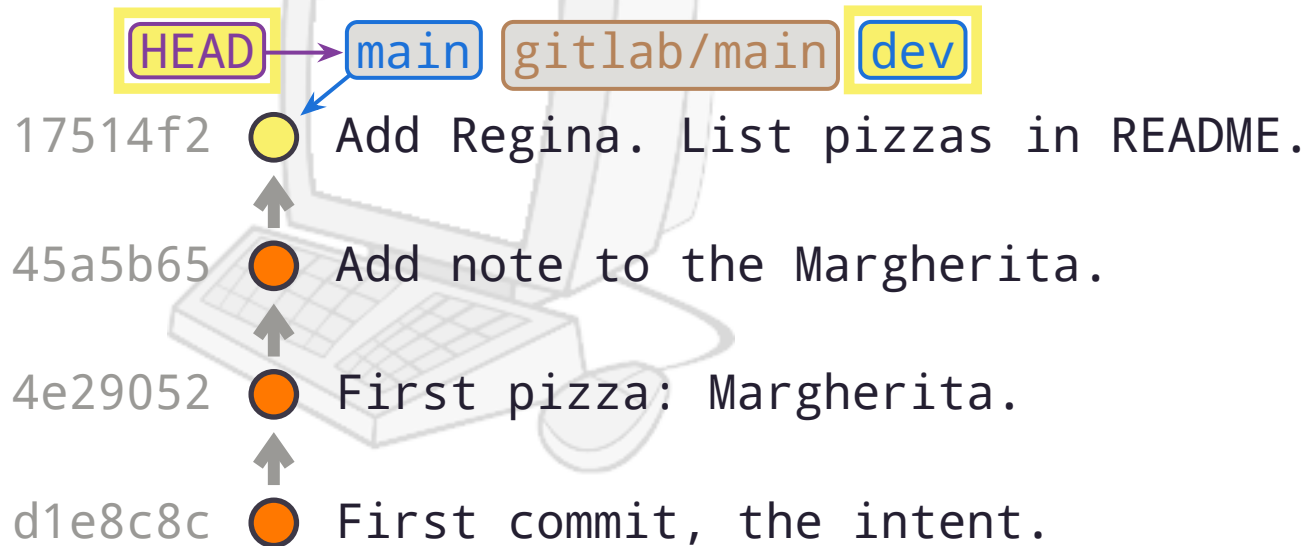 HEAD main gitlab/main dev
17514f2 Add Regina. List pizzas in README.
45a5b65 Add note to the Margherita.
4e29052 First pizza: Margherita.
d1e8c8c First commit, the intent.